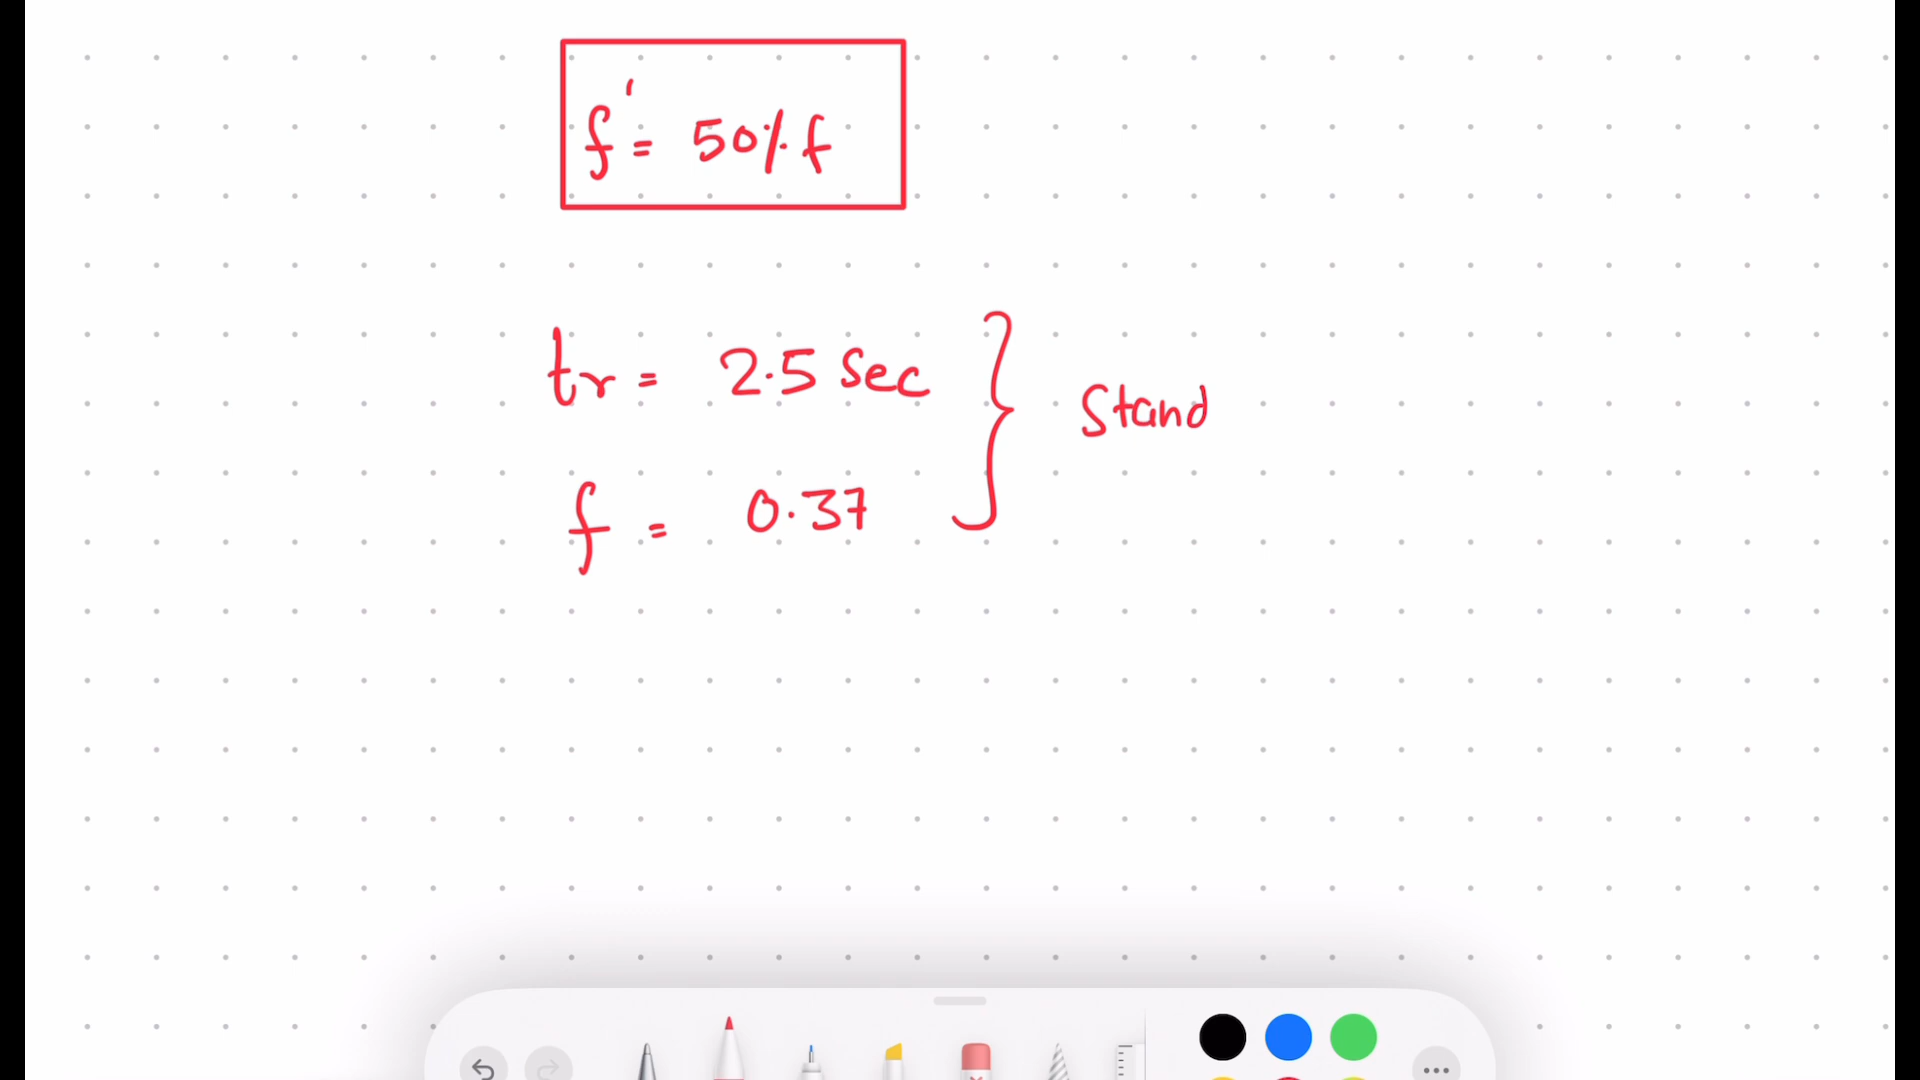 f' = 50% f
tr = 2.5 Sec
Stand
f = 0.37